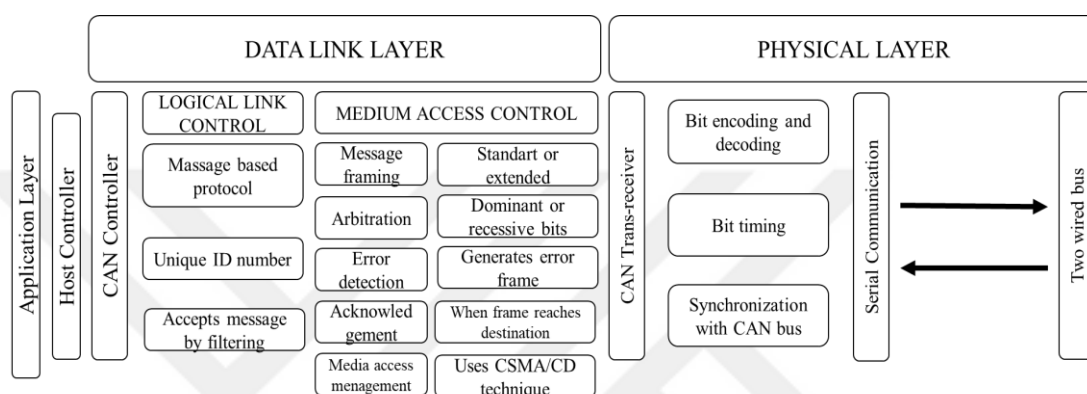 DATA LINK LAYER
PHYSICAL LAYER
Application Layer
Host Controller
CAN Controller
LOGICAL LINK
CONTROL
Massage based
protocol
Unique ID number
Accepts message
by filtering
MEDIUM ACCESS CONTROL
Message
framing
Standart or
extended
Arbitration
Dominant or
recessive bits
Error
detection
Generates error
frame
Acknowled
gement
When frame reaches
destination
Media access
menagement
Uses CSMA/CD
technique
CAN Trans-receiver
Bit encoding and
decoding
Bit timing
Synchronization
with CAN bus
Serial Communication
Two wired bus